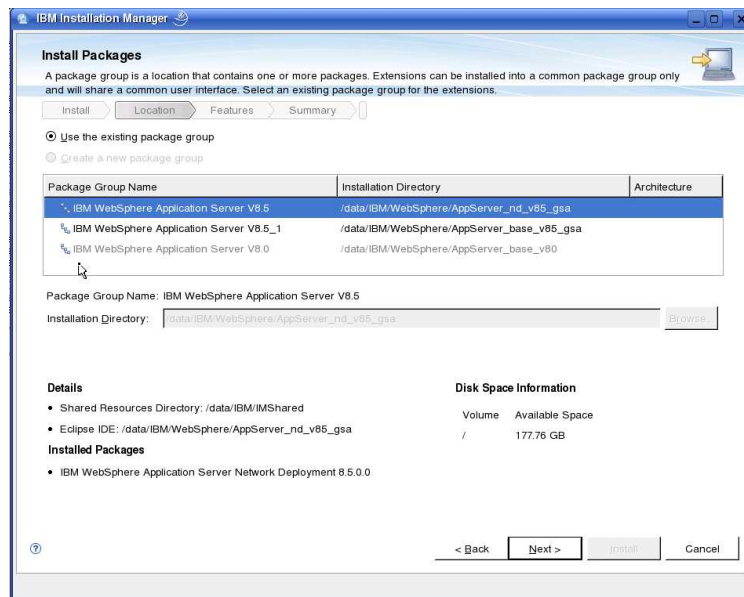 IBM Installation Manager
Install Packages
A package group is a location that contains one or more packages. Extensions can be installed into a common package group only
and will share a common user interface. Select an existing package group for the extensions.
Install Location Features Summary
Use the existing package group
Create a new package group
Package Group Name Installation Directory Architecture
IBM WebSphere Application Server V8.5 /data/IBM/WebSphere/AppServer_nd_v85_gsa
IBM WebSphere Application Server V8.5_1 /data/IBM/WebSphere/AppServer_base_v85_gsa
IBM WebSphere Application Server V8.0 /data/IBM/WebSphere/AppServer_base_v80
Package Group Name: IBM WebSphere Application Server V8.5
Installation Directory: /data/IBM/WebSphere/AppServer_nd_v85_gsa Browse...
Details Disk Space Information
• Shared Resources Directory: /data/IBM/IMShared Volume Available Space
• Eclipse IDE: /data/IBM/WebSphere/AppServer_nd_v85_gsa / 177.76 GB
Installed Packages
• IBM WebSphere Application Server Network Deployment 8.5.0.0
? < Back Next > Install Cancel